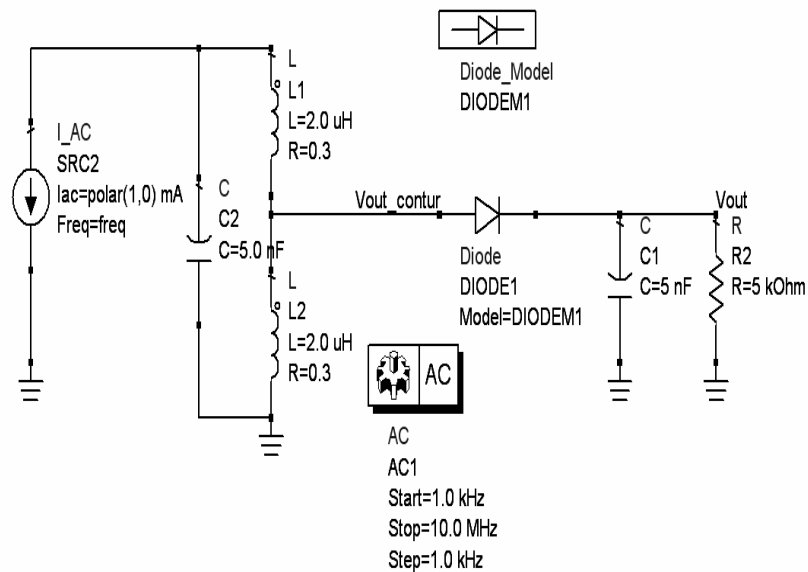 I_AC
SRC2
Iac=polar(1,0) mA
Freq=freq
C
C2
C=5.0 nF
L
L1
L=2.0 uH
R=0.3
L
L2
L=2.0 uH
R=0.3
Vout_contur
Diode_Model
DIODEM1
Diode
DIODE1
Model=DIODEM1
C
C1
C=5 nF
Vout
R
R2
R=5 kOhm
AC
AC
AC1
Start=1.0 kHz
Stop=10.0 MHz
Step=1.0 kHz